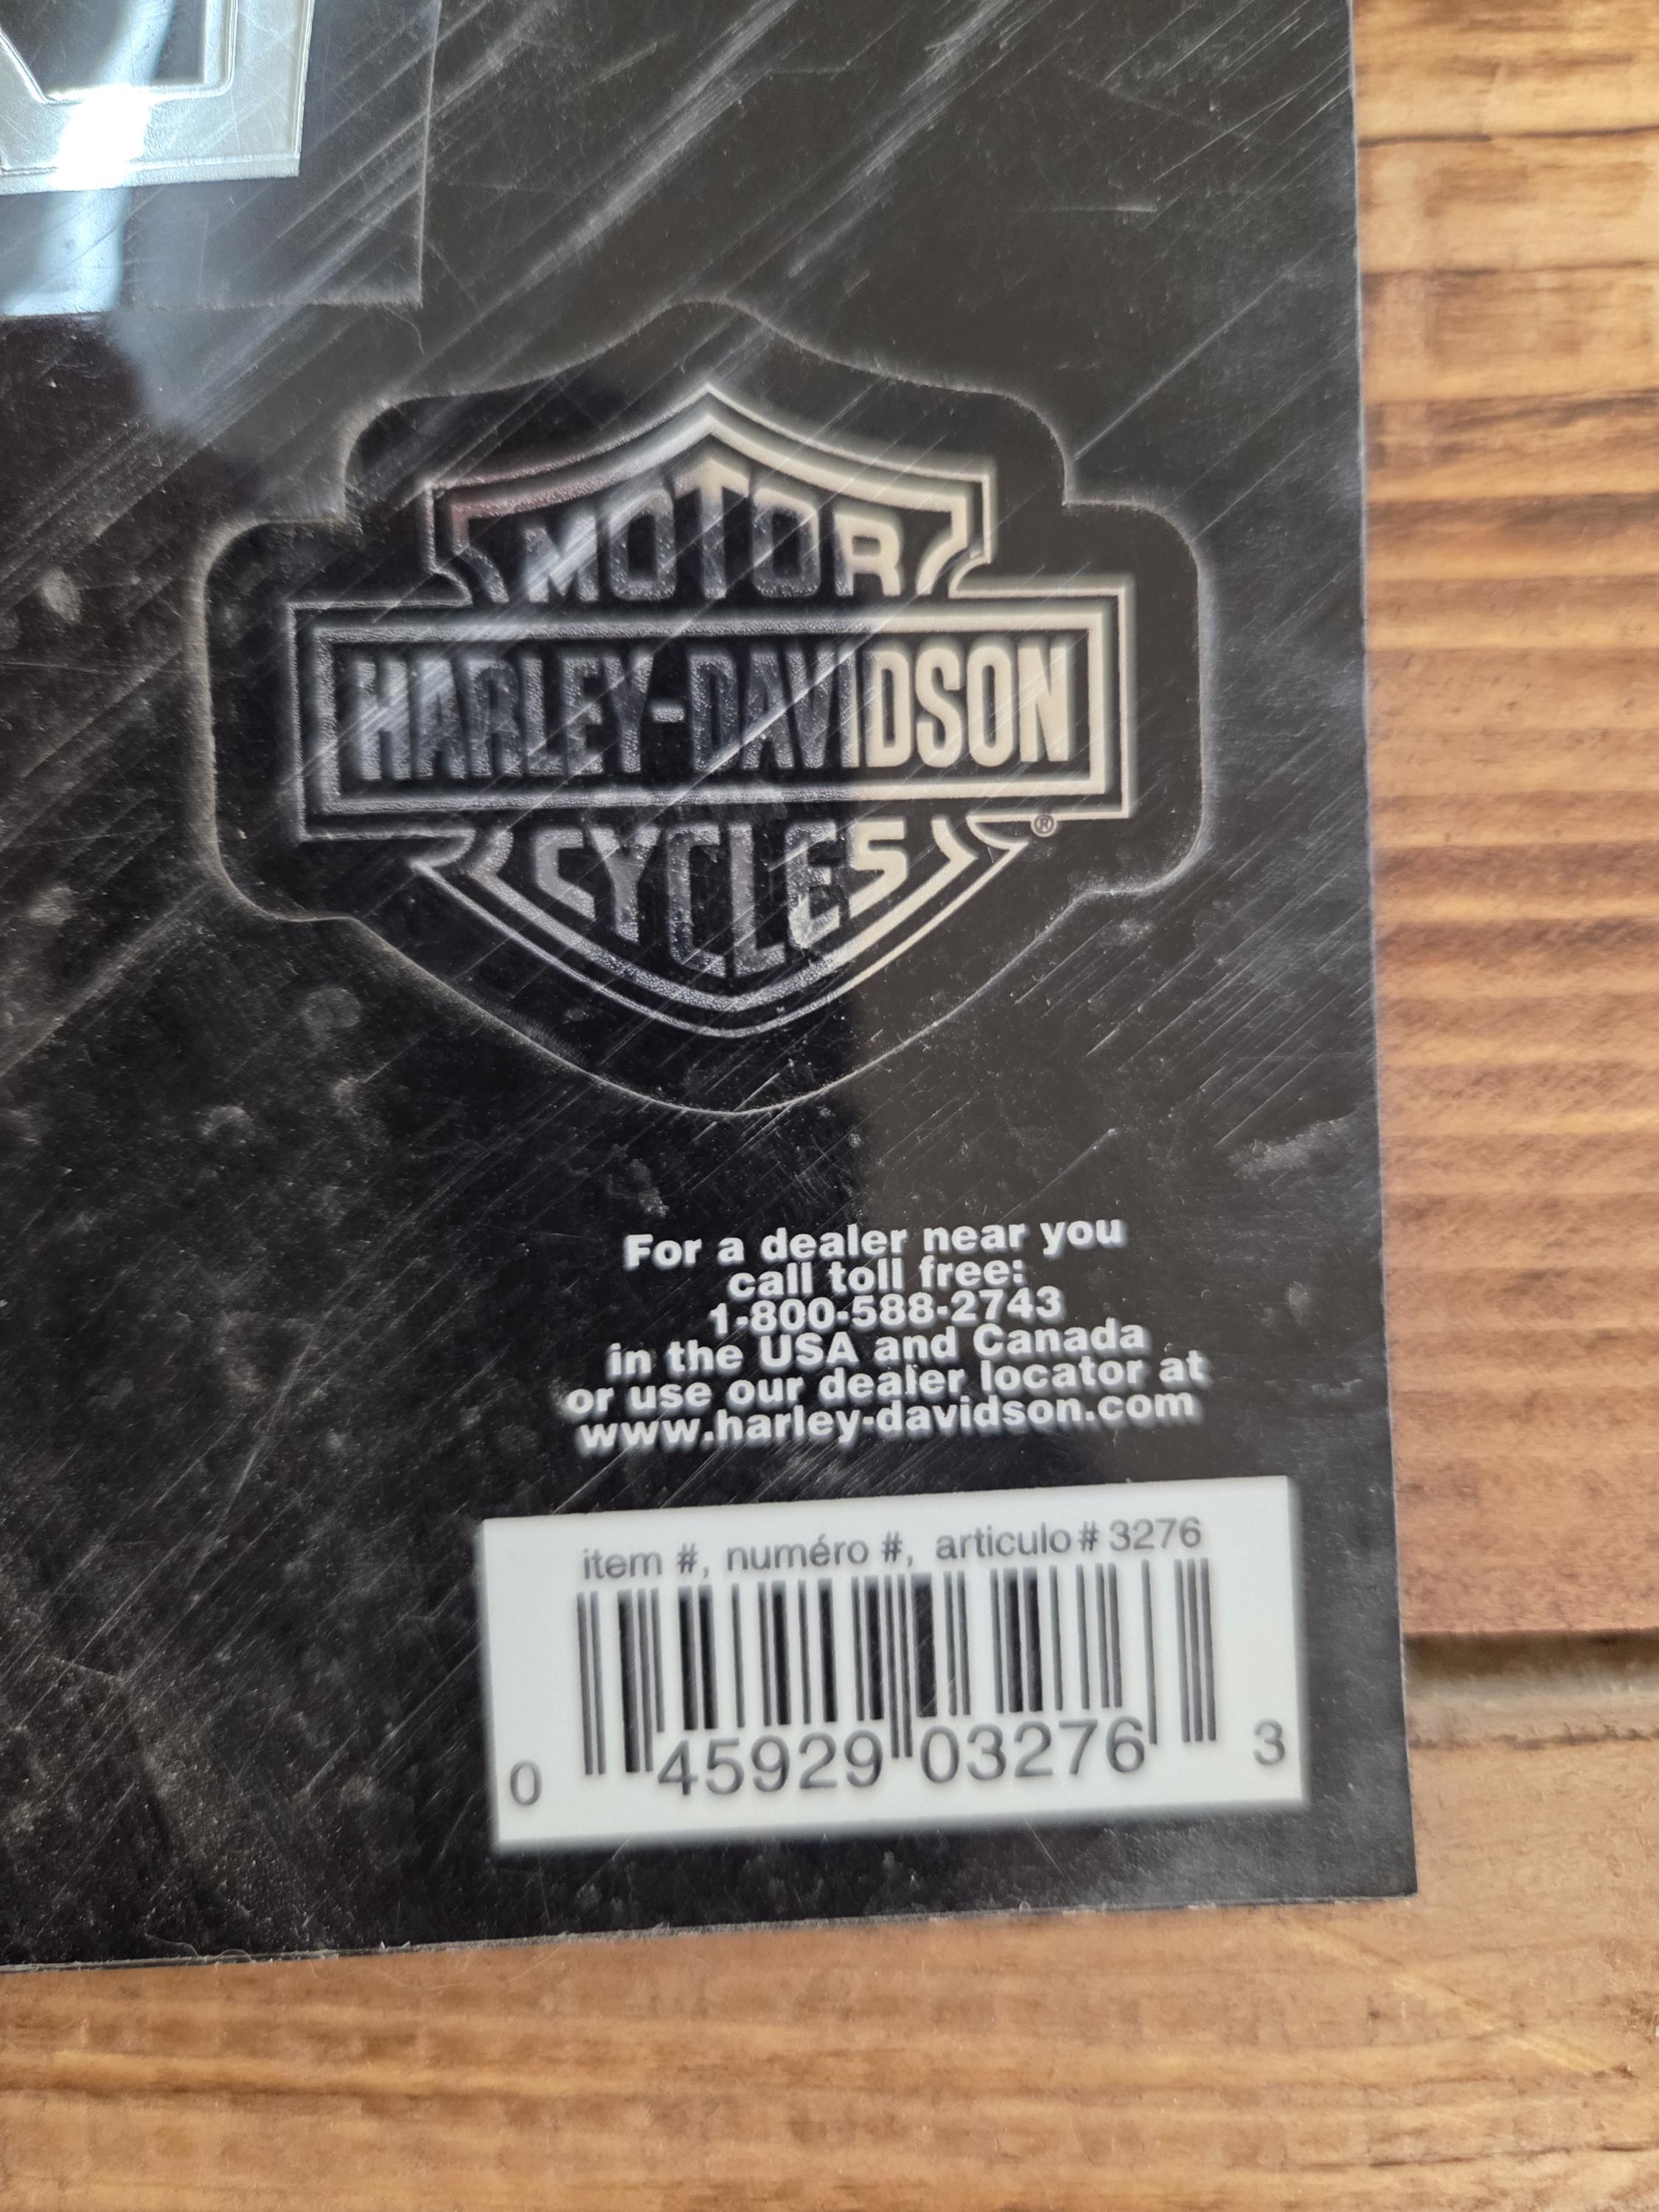 MOTOR
HARLEY-DAVIDSON
®
CYCLES
For a dealer near you
call toll free:
1-800-588-2743
in the USA and Canada
or use our dealer locator at
www.harley-davidson.com
item #, numéro #, articulo # 3276
0 45929 03276 3